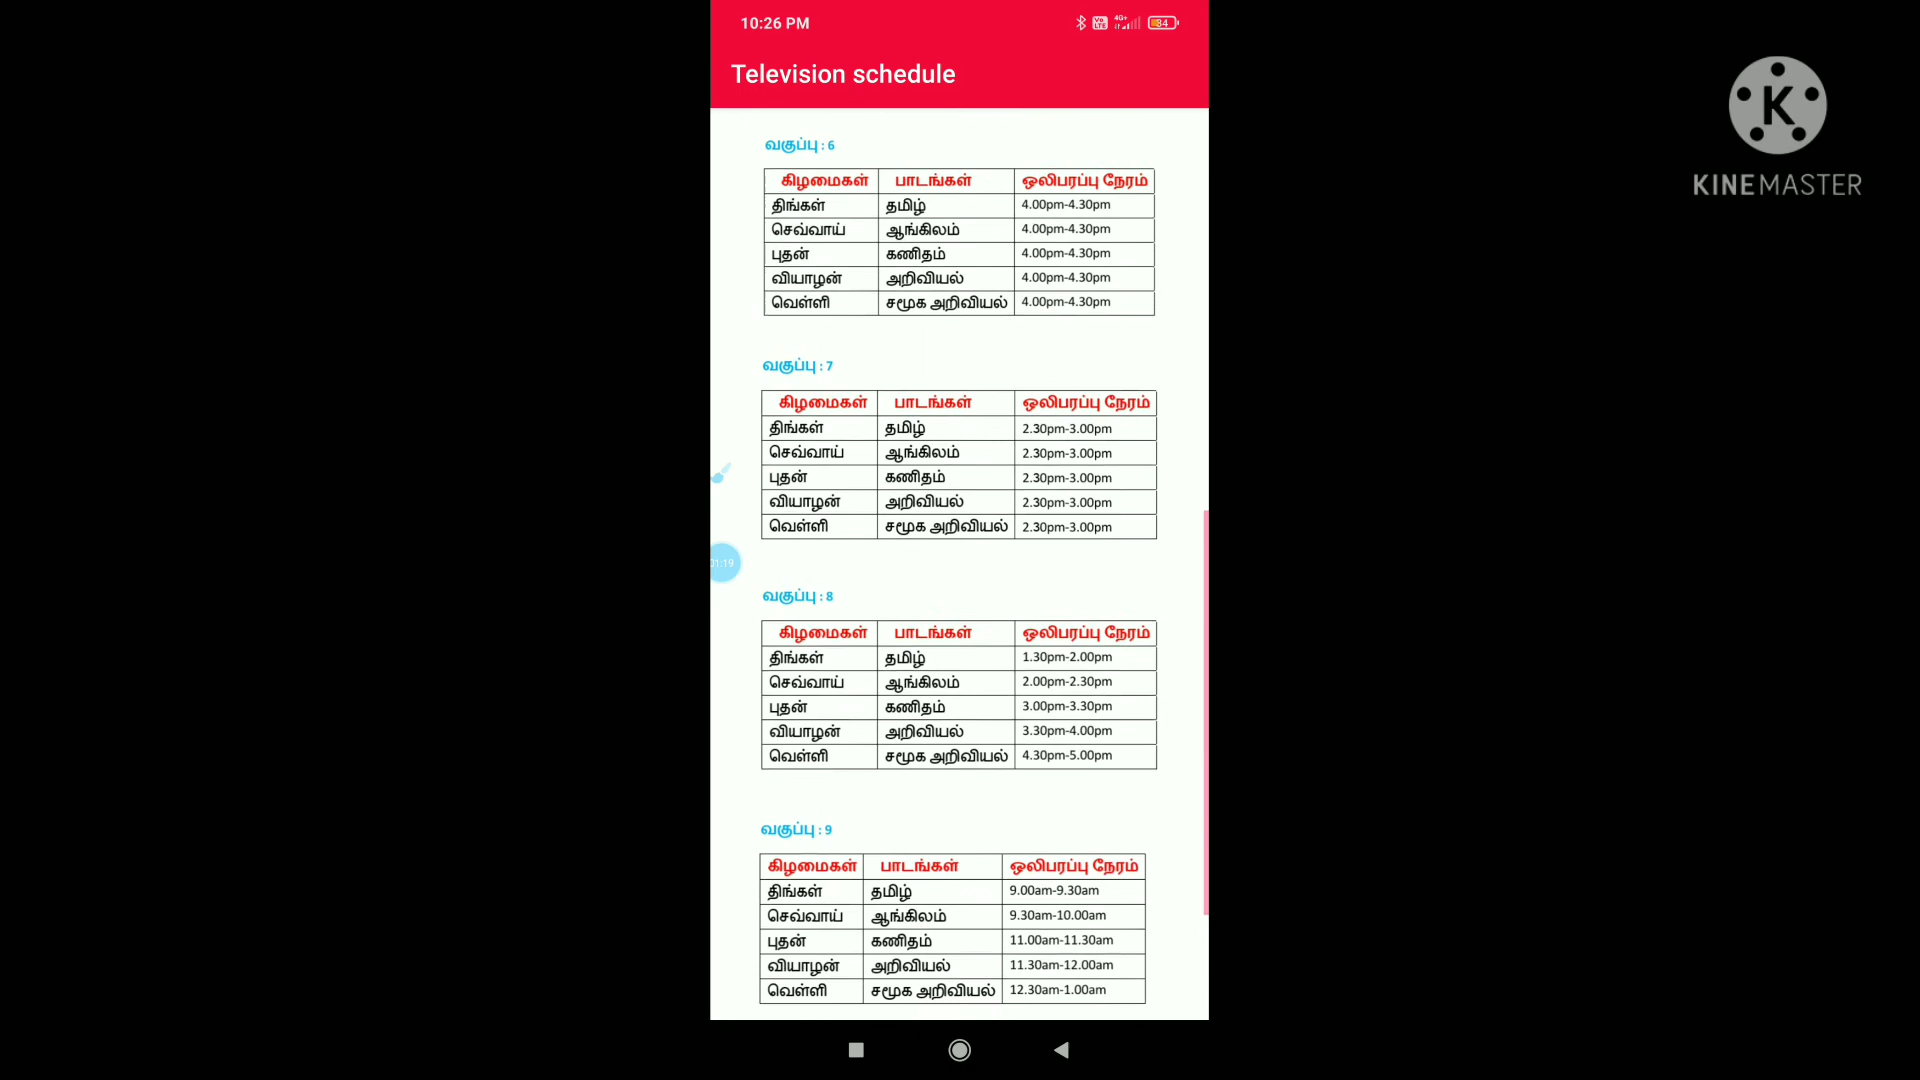 10:26 PM
Vo LTE 4G+ 84
Television schedule
KINEMASTER
வகுப்பு : 6
கிழமைகள் பாடங்கள் ஒலிபரப்பு நேரம்
திங்கள் தமிழ் 4.00pm-4.30pm
செவ்வாய் ஆங்கிலம் 4.00pm-4.30pm
புதன் கணிதம் 4.00pm-4.30pm
வியாழன் அறிவியல் 4.00pm-4.30pm
வெள்ளி சமூக அறிவியல் 4.00pm-4.30pm
வகுப்பு : 7
கிழமைகள் பாடங்கள் ஒலிபரப்பு நேரம்
திங்கள் தமிழ் 2.30pm-3.00pm
செவ்வாய் ஆங்கிலம் 2.30pm-3.00pm
புதன் கணிதம் 2.30pm-3.00pm
வியாழன் அறிவியல் 2.30pm-3.00pm
வெள்ளி சமூக அறிவியல் 2.30pm-3.00pm
01:19
வகுப்பு : 8
கிழமைகள் பாடங்கள் ஒலிபரப்பு நேரம்
திங்கள் தமிழ் 1.30pm-2.00pm
செவ்வாய் ஆங்கிலம் 2.00pm-2.30pm
புதன் கணிதம் 3.00pm-3.30pm
வியாழன் அறிவியல் 3.30pm-4.00pm
வெள்ளி சமூக அறிவியல் 4.30pm-5.00pm
வகுப்பு : 9
கிழமைகள் பாடங்கள் ஒலிபரப்பு நேரம்
திங்கள் தமிழ் 9.00am-9.30am
செவ்வாய் ஆங்கிலம் 9.30am-10.00am
புதன் கணிதம் 11.00am-11.30am
வியாழன் அறிவியல் 11.30am-12.00am
வெள்ளி சமூக அறிவியல் 12.30am-1.00am